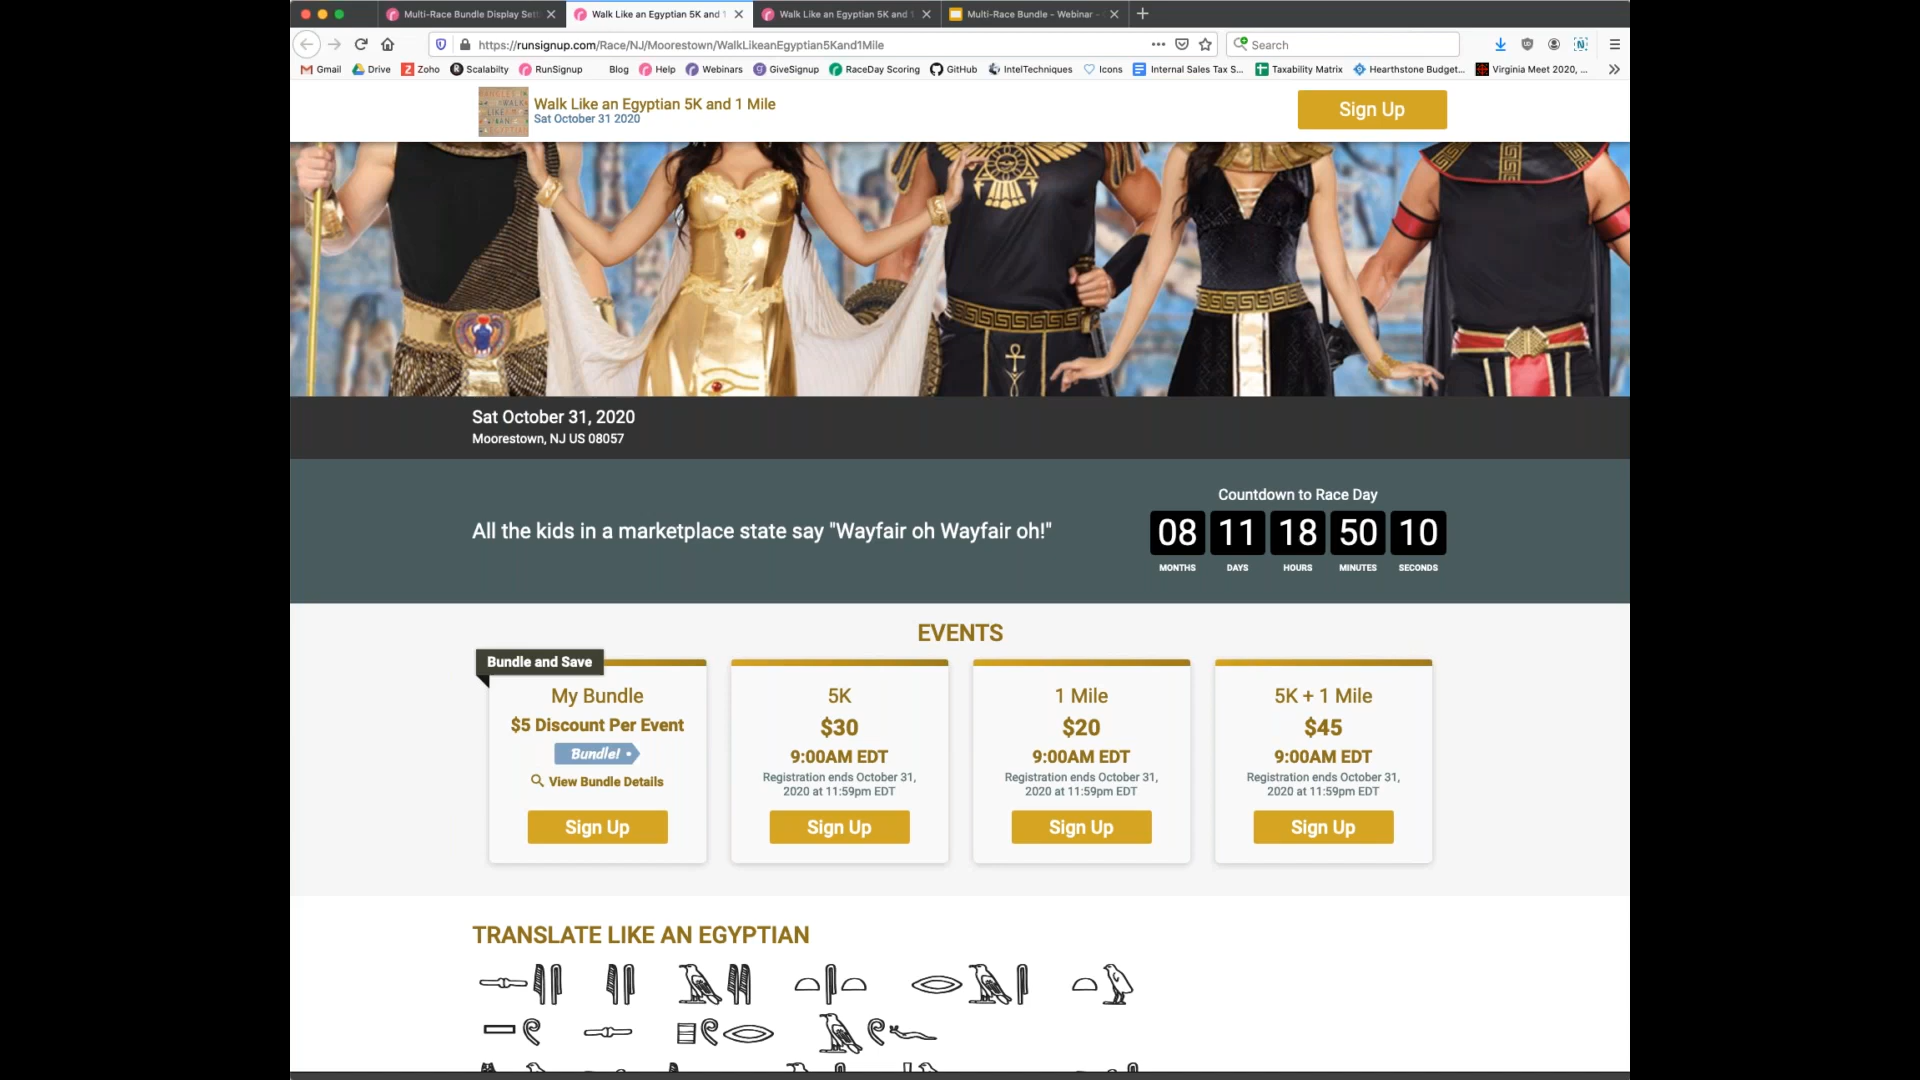 Multi-Race Bundle Display Sett
Walk Like an Egyptian 5K and 1
Walk Like an Egyptian 5K and 1
Multi-Race Bundle - Webinar -
https://runsignup.com/Race/NJ/Moorestown/WalkLikeanEgyptian5Kand1Mile
Search
Gmail
Drive
Zoho
Scalabilty
RunSignup
Blog
Help
Webinars
GiveSignup
RaceDay Scoring
GitHub
IntelTechniques
Icons
Internal Sales Tax S...
Taxability Matrix
Hearthstone Budget...
Virginia Meet 2020, ...
Walk Like an Egyptian 5K and 1 Mile
Sat October 31 2020
Sign Up
Sat October 31, 2020
Moorestown, NJ US 08057
All the kids in a marketplace state say "Wayfair oh Wayfair oh!"
Countdown to Race Day
08 11 18 50 10
MONTHS DAYS HOURS MINUTES SECONDS
EVENTS
Bundle and Save
My Bundle
$5 Discount Per Event
Bundle!
View Bundle Details
Sign Up
5K
$30
9:00AM EDT
Registration ends October 31,
2020 at 11:59pm EDT
Sign Up
1 Mile
$20
9:00AM EDT
Registration ends October 31,
2020 at 11:59pm EDT
Sign Up
5K + 1 Mile
$45
9:00AM EDT
Registration ends October 31,
2020 at 11:59pm EDT
Sign Up
TRANSLATE LIKE AN EGYPTIAN